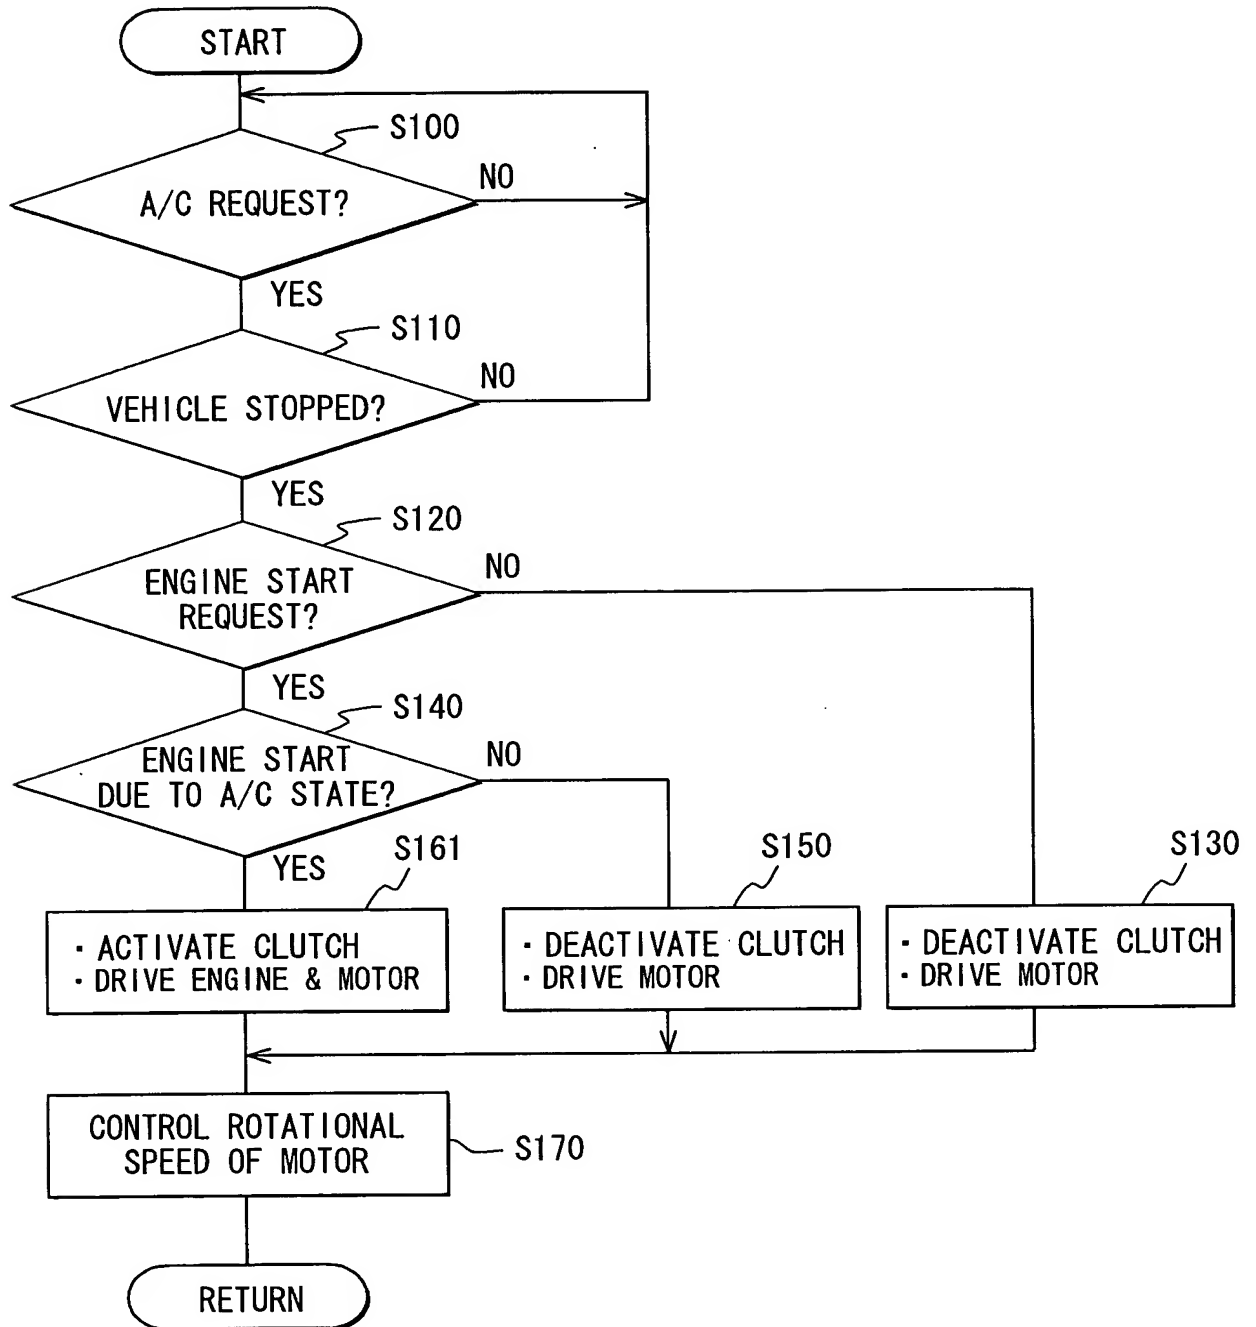 START
S100
A/C REQUEST?
NO
YES
S110
VEHICLE STOPPED?
NO
YES
S120
ENGINE START
REQUEST?
NO
YES
S140
ENGINE START
DUE TO A/C STATE?
NO
YES
S161
· ACTIVATE CLUTCH
· DRIVE ENGINE & MOTOR
S150
· DEACTIVATE CLUTCH
· DRIVE MOTOR
S130
· DEACTIVATE CLUTCH
· DRIVE MOTOR
CONTROL ROTATIONAL
SPEED OF MOTOR
S170
RETURN